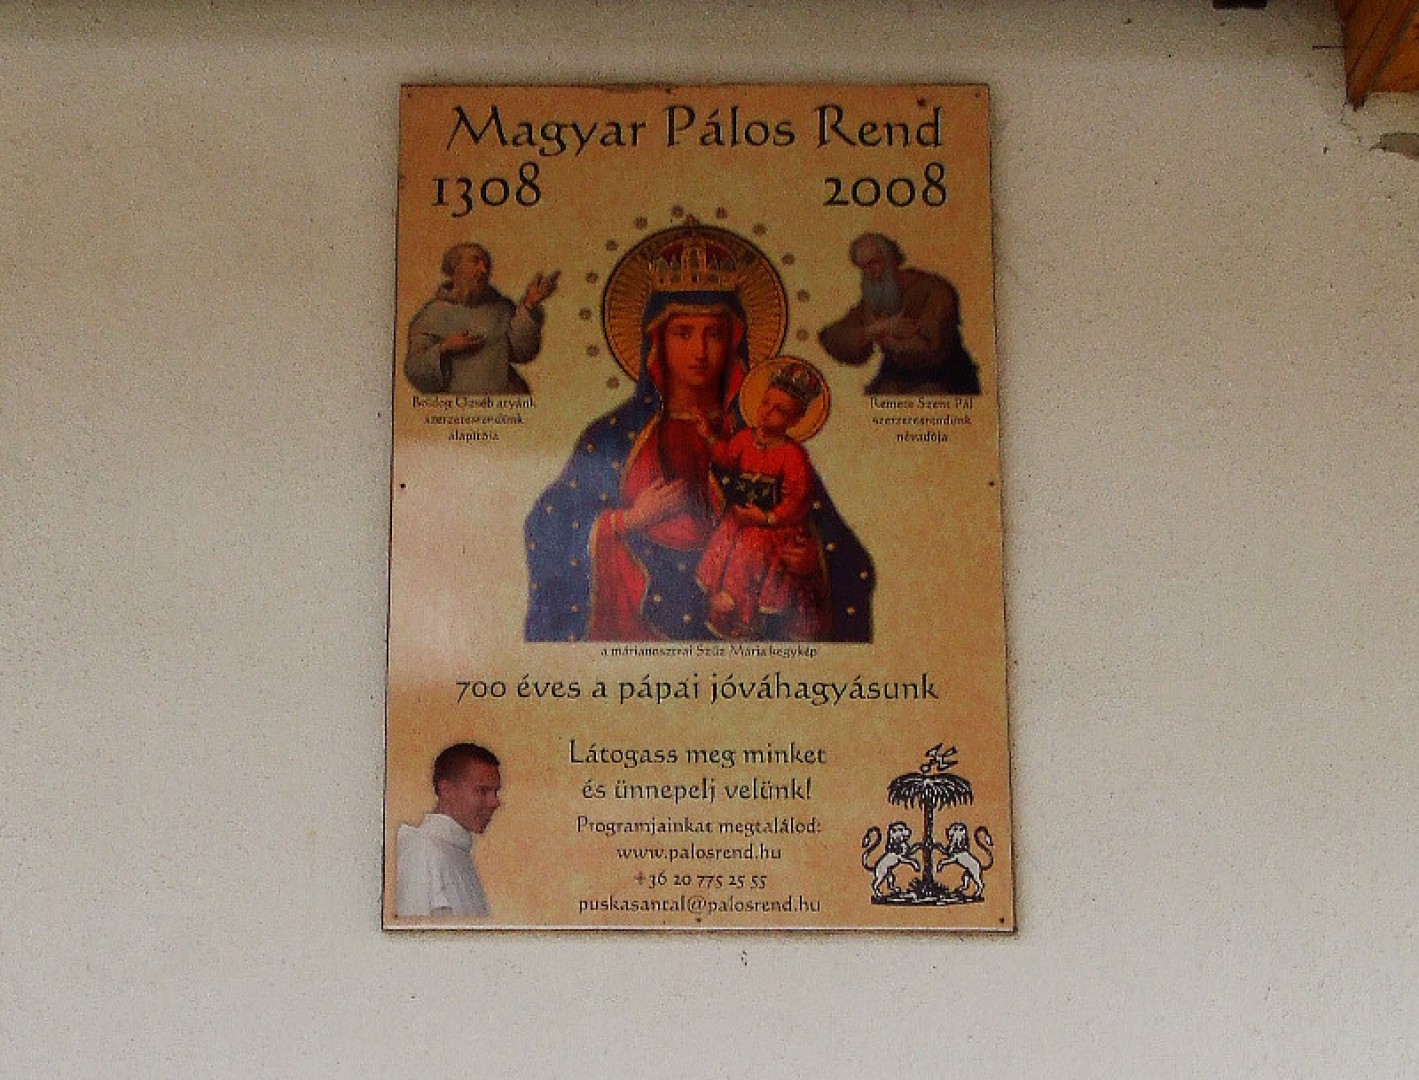 Magyar Pálos Rend
1308 2008
Boldog Özséb atyánk
szerzetesrendünk
alapítója
Remete Szent Pál
szerzetesrendünk
névadója
a márianosztrai Szűz Mária kegykép
700 éves a pápai jóváhagyásunk
Látogass meg minket
és ünnepelj velünk!
Programjainkat megtalálod:
www.palosrend.hu
+36 20 775 25 55
puskasantal@palosrend.hu